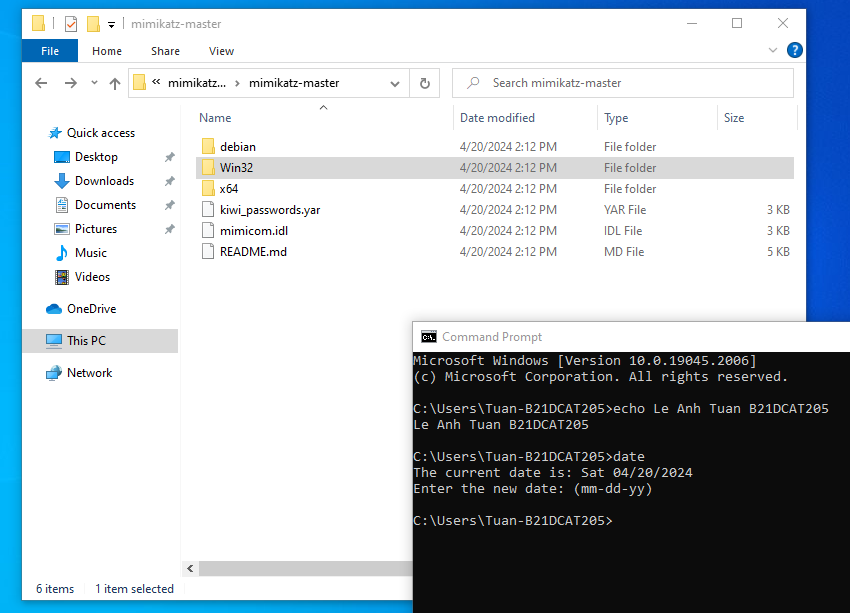 mimikatz-master
File Home Share View
« mimikatz... › mimikatz-master
Search mimikatz-master
Name Date modified Type Size
Quick access
Desktop
Downloads
Documents
Pictures
Music
Videos
OneDrive
This PC
Network
debian 4/20/2024 2:12 PM File folder
Win32 4/20/2024 2:12 PM File folder
x64 4/20/2024 2:12 PM File folder
kiwi_passwords.yar 4/20/2024 2:12 PM YAR File 3 KB
mimicom.idl 4/20/2024 2:12 PM IDL File 3 KB
README.md 4/20/2024 2:12 PM MD File 5 KB
6 items 1 item selected
Command Prompt
Microsoft Windows [Version 10.0.19045.2006]
(c) Microsoft Corporation. All rights reserved.
C:\Users\Tuan-B21DCAT205>echo Le Anh Tuan B21DCAT205
Le Anh Tuan B21DCAT205
C:\Users\Tuan-B21DCAT205>date
The current date is: Sat 04/20/2024
Enter the new date: (mm-dd-yy)
C:\Users\Tuan-B21DCAT205>